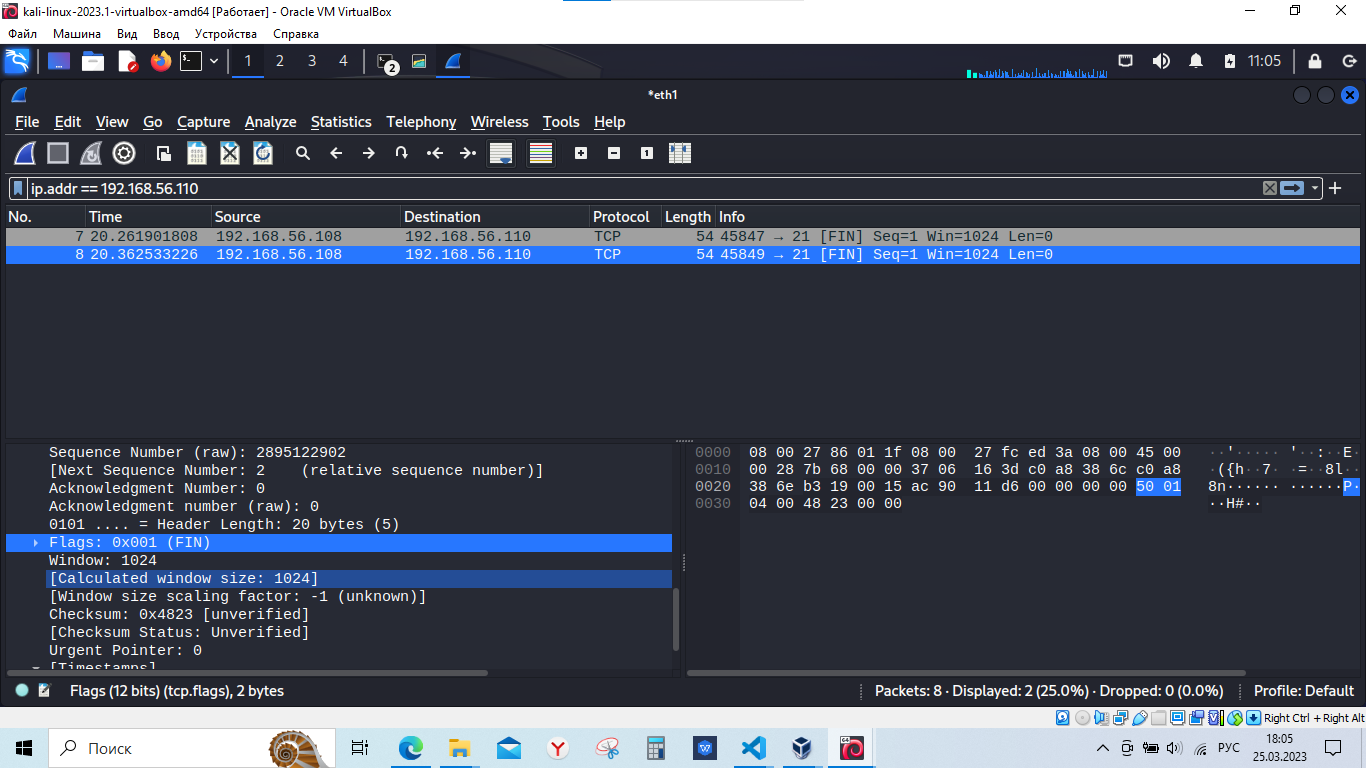 kali-linux-2023.1-virtualbox-amd64 [Работает] - Oracle VM VirtualBox
Файл Машина Вид Ввод Устройства Справка
1 2 3 4 2 11:05
*eth1
File Edit View Go Capture Analyze Statistics Telephony Wireless Tools Help
ip.addr == 192.168.56.110
No. Time Source Destination Protocol Length Info
7 20.261901808 192.168.56.108 192.168.56.110 TCP 54 45847 → 21 [FIN] Seq=1 Win=1024 Len=0
8 20.362533226 192.168.56.108 192.168.56.110 TCP 54 45849 → 21 [FIN] Seq=1 Win=1024 Len=0
Sequence Number (raw): 2895122902
[Next Sequence Number: 2 (relative sequence number)]
Acknowledgment Number: 0
Acknowledgment number (raw): 0
0101 .... = Header Length: 20 bytes (5)
Flags: 0x001 (FIN)
Window: 1024
[Calculated window size: 1024]
[Window size scaling factor: -1 (unknown)]
Checksum: 0x4823 [unverified]
[Checksum Status: Unverified]
Urgent Pointer: 0
[Timestamps]
0000 08 00 27 86 01 1f 08 00 27 fc ed 3a 08 00 45 00 ··'····· '··:··E·
0010 00 28 7b 68 00 00 37 06 16 3d c0 a8 38 6c c0 a8 ·({h··7· ·=··8l··
0020 38 6e b3 19 00 15 ac 90 11 d6 00 00 00 00 50 01 8n······ ······P·
0030 04 00 48 23 00 00 ··H#··
Flags (12 bits) (tcp.flags), 2 bytes
Packets: 8 · Displayed: 2 (25.0%) · Dropped: 0 (0.0%) Profile: Default
Right Ctrl + Right Alt
Поиск
РУС
18:05
25.03.2023